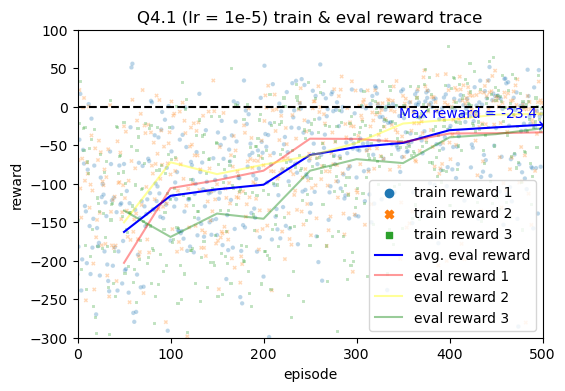 Q4.1 (lr = 1e-5) train & eval reward trace
100
50
0
−50
−100
−150
−200
−250
−300
reward
Max reward = -23.4
train reward 1
train reward 2
train reward 3
avg. eval reward
eval reward 1
eval reward 2
eval reward 3
0 100 200 300 400 500
episode